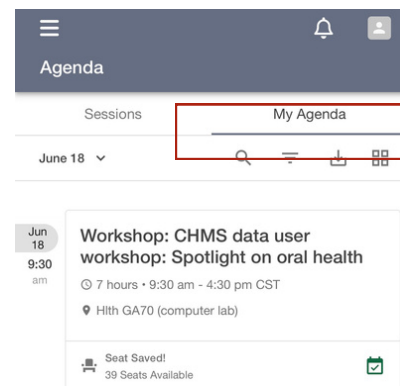 Agenda
Sessions
My Agenda
June 18
Jun
18
9:30
am
Workshop: CHMS data user
workshop: Spotlight on oral health
7 hours • 9:30 am - 4:30 pm CST
Hlth GA70 (computer lab)
Seat Saved!
39 Seats Available